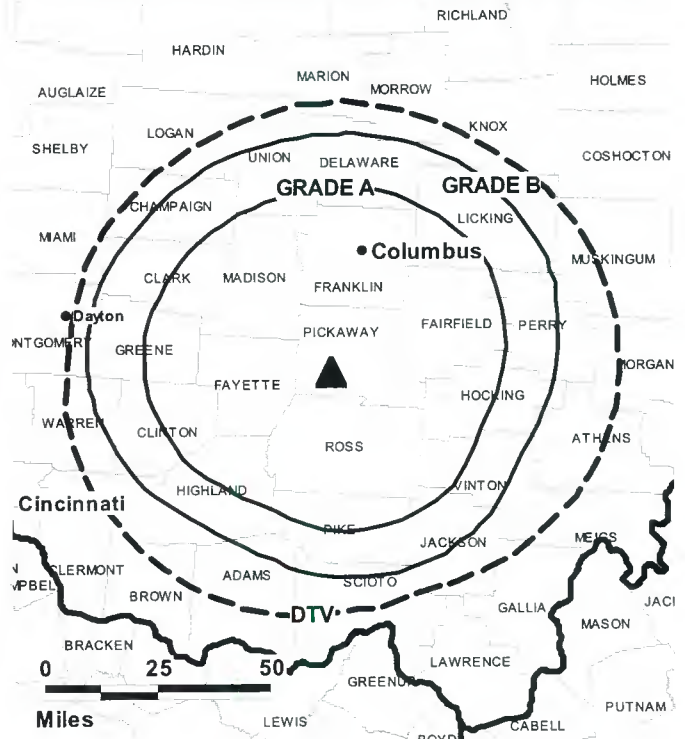 RICHLAND
HARDIN
MARION
MORROW
HOLMES
AUGLAIZE
LOGAN
KNOX
SHELBY
UNION
DELAWARE
COSHOCTON
GRADE A
GRADE B
CHAMPAIGN
LICKING
MIAMI
Columbus
MUSKINGUM
CLARK
MADISON
FRANKLIN
Dayton
PICKAWAY
FAIRFIELD
PERRY
NTGOMERY
GREENE
MORGAN
FAYETTE
HOCKING
WARREN
CLINTON
ATHENS
ROSS
HIGHLAND
VINTON
Cincinnati
PIKE
JACKSON
MEIGS
N
CLERMONT
MPBEL
ADAMS
SCIOTO
BROWN
DTV
GALLIA
JACI
MASON
BRACKEN
0 25 50
LAWRENCE
GREENUP
PUTNAM
Miles
LEWIS
CABELL
BOYD